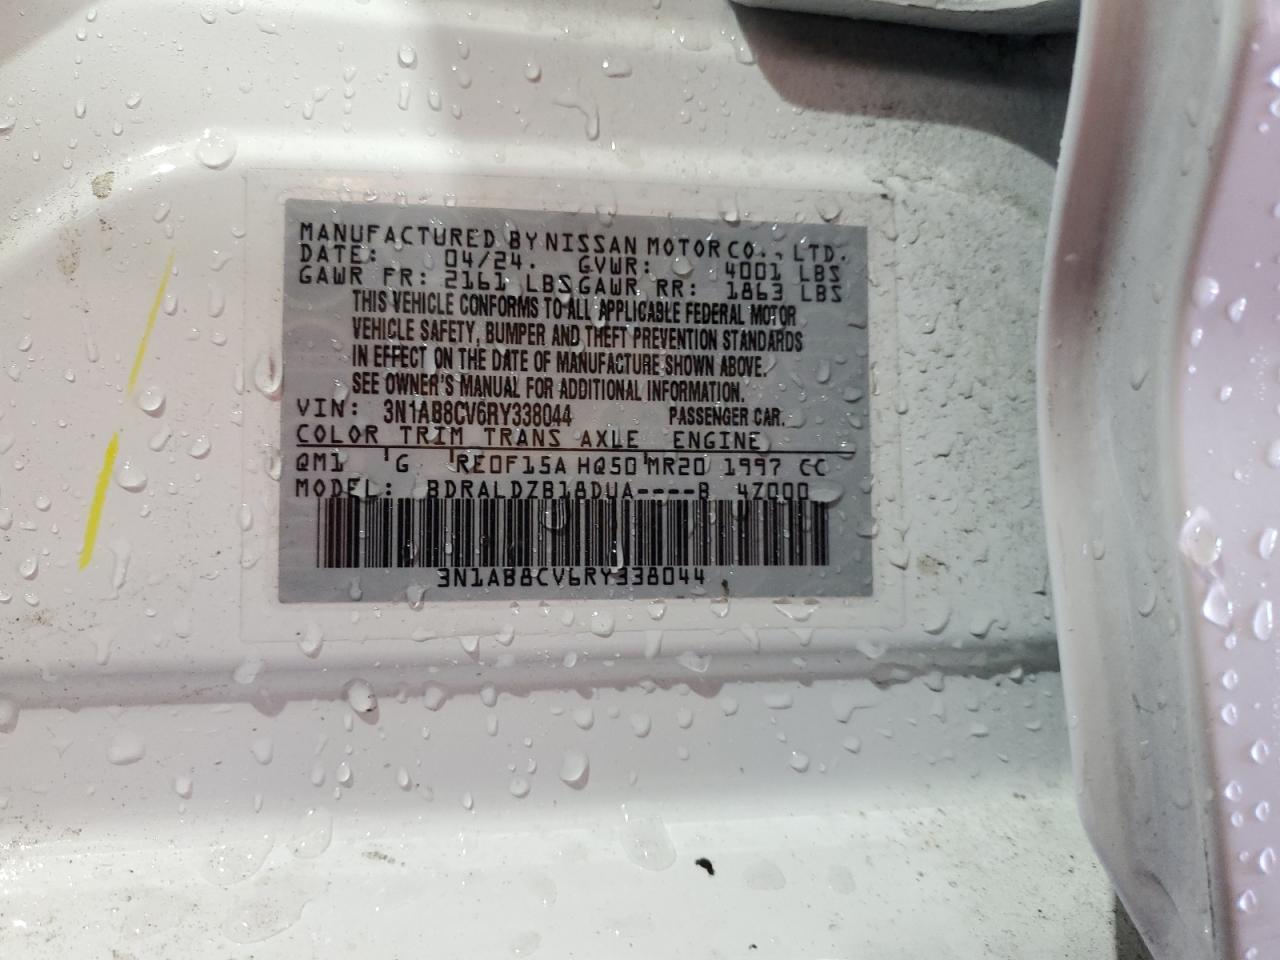 MANUFACTURED BY NISSAN MOTOR CO., LTD.
DATE: 04/24. GVWR: 4001 LBS
GAWR FR: 2161 LBS GAWR RR: 1863 LBS
THIS VEHICLE CONFORMS TO ALL APPLICABLE FEDERAL MOTOR
VEHICLE SAFETY, BUMPER AND THEFT PREVENTION STANDARDS
IN EFFECT ON THE DATE OF MANUFACTURE SHOWN ABOVE.
SEE OWNER'S MANUAL FOR ADDITIONAL INFORMATION.
VIN: 3N1AB8CV6RY338044 PASSENGER CAR.
COLOR TRIM TRANS AXLE ENGINE
QM1 G RE0F15A HQ50 MR20 1997 CC
MODEL: BDRALDZB18DUA----B 4Z000
3N1AB8CV6RY338044